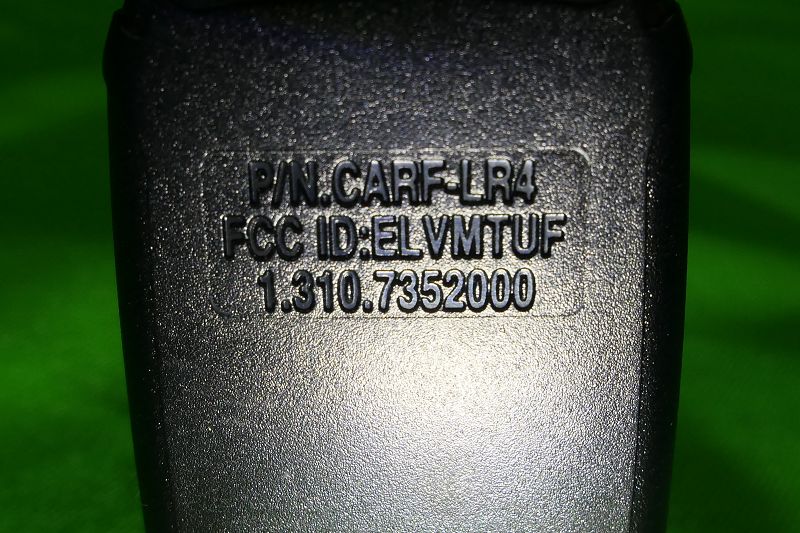 P/N.CARF-LR4
FCC ID:ELVMTUF
1.310.7352000